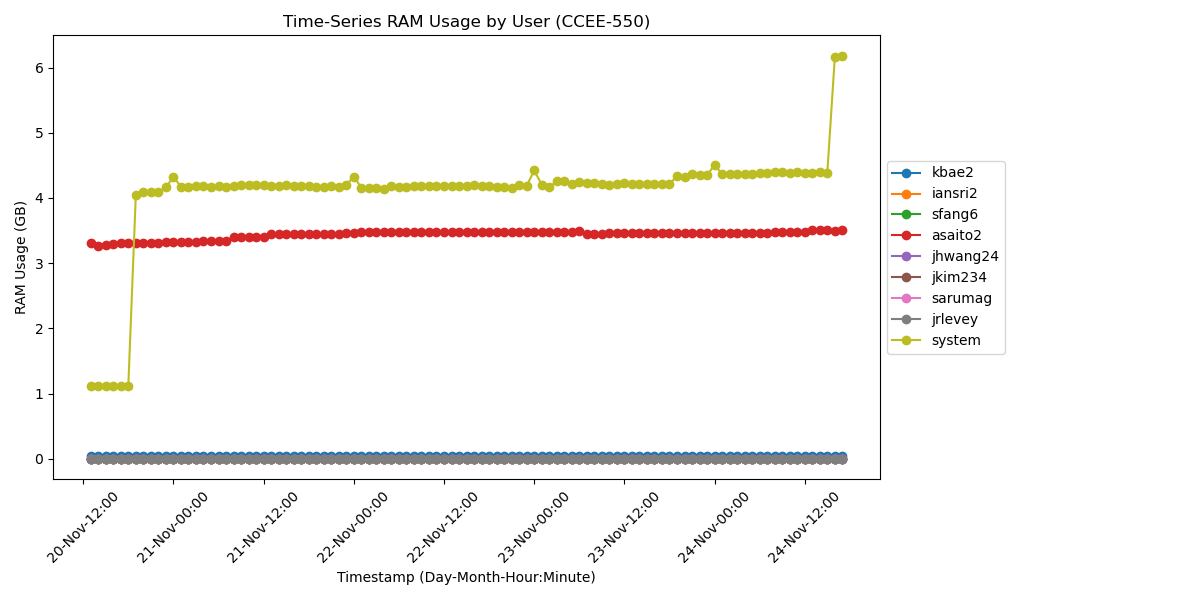 Time-Series RAM Usage by User (CCEE-550)
RAM Usage (GB)
6
5
4
3
2
1
0
20-Nov-12:00
21-Nov-00:00
21-Nov-12:00
22-Nov-00:00
22-Nov-12:00
23-Nov-00:00
23-Nov-12:00
24-Nov-00:00
24-Nov-12:00
Timestamp (Day-Month-Hour:Minute)
kbae2
iansri2
sfang6
asaito2
jhwang24
jkim234
sarumag
jrlevey
system